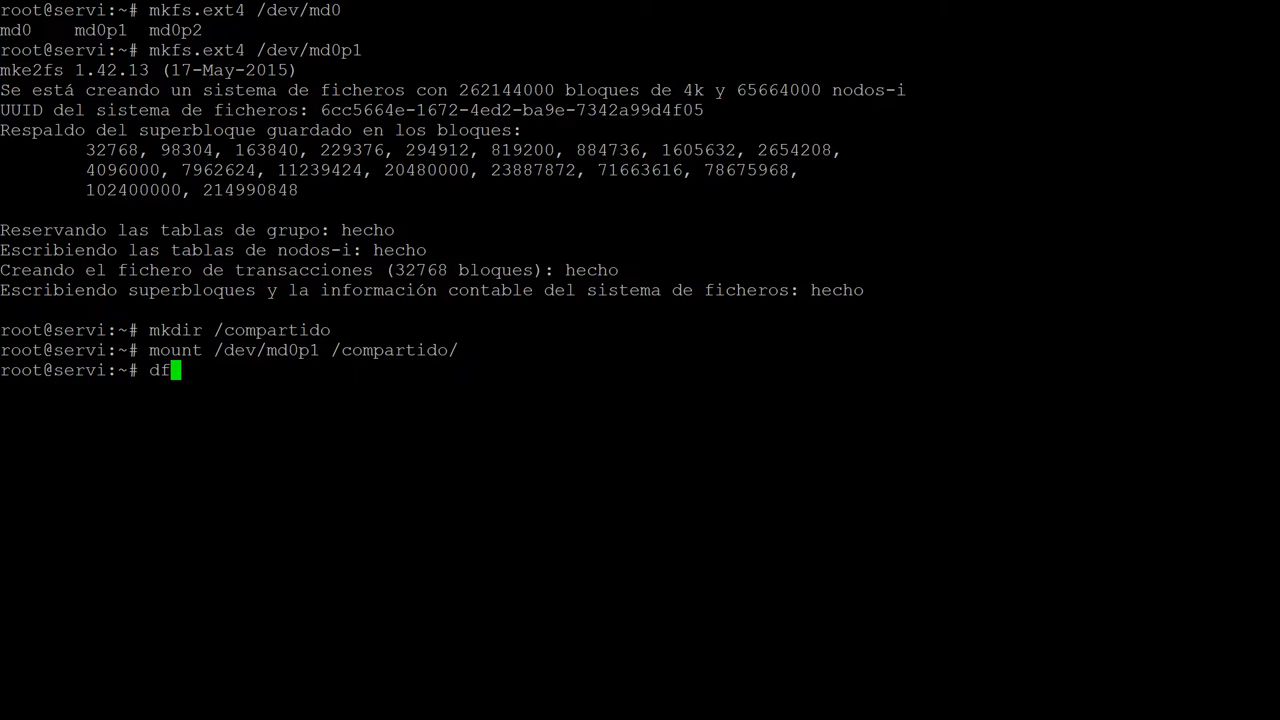 root@servi:~# mkfs.ext4 /dev/md0
md0    md0p1  md0p2
root@servi:~# mkfs.ext4 /dev/md0p1
mke2fs 1.42.13 (17-May-2015)
Se está creando un sistema de ficheros con 262144000 bloques de 4k y 65664000 nodos-i
UUID del sistema de ficheros: 6cc5664e-1672-4ed2-ba9e-7342a99d4f05
Respaldo del superbloque guardado en los bloques:
        32768, 98304, 163840, 229376, 294912, 819200, 884736, 1605632, 2654208,
        4096000, 7962624, 11239424, 20480000, 23887872, 71663616, 78675968,
        102400000, 214990848
Reservando las tablas de grupo: hecho
Escribiendo las tablas de nodos-i: hecho
Creando el fichero de transacciones (32768 bloques): hecho
Escribiendo superbloques y la información contable del sistema de ficheros: hecho
root@servi:~# mkdir /compartido
root@servi:~# mount /dev/md0p1 /compartido/
root@servi:~# df